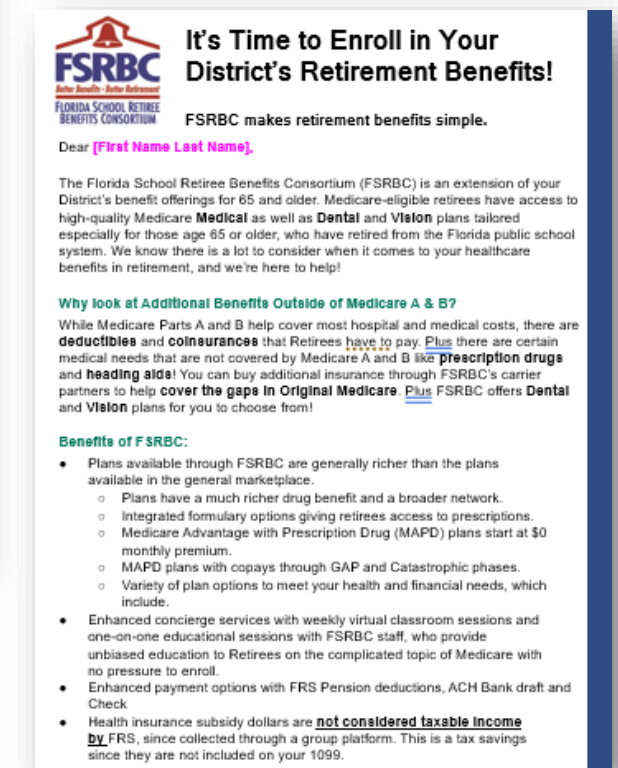 It's Time to Enroll in Your
District's Retirement Benefits!
FSRBC
Better Benefits - Better Retirement
FLORIDA SCHOOL RETIREE
BENEFITS CONSORTIUM
FSRBC makes retirement benefits simple.
Dear [First Name Last Name],
The Florida School Retiree Benefits Consortium (FSRBC) is an extension of your
District's benefit offerings for 65 and older. Medicare-eligible retirees have access to
high-quality Medicare Medical as well as Dental and Vision plans tailored
especially for those age 65 or older, who have retired from the Florida public school
system. We know there is a lot to consider when it comes to your healthcare
benefits in retirement, and we're here to help!
Why look at Additional Benefits Outside of Medicare A & B?
While Medicare Parts A and B help cover most hospital and medical costs, there are
deductibles and coinsurances that Retirees have to pay. Plus there are certain
medical needs that are not covered by Medicare A and B like prescription drugs
and heading aids! You can buy additional insurance through FSRBC's carrier
partners to help cover the gaps in Original Medicare. Plus FSRBC offers Dental
and Vision plans for you to choose from!
Benefits of FSRBC:
• Plans available through FSRBC are generally richer than the plans
available in the general marketplace.
○ Plans have a much richer drug benefit and a broader network.
○ Integrated formulary options giving retirees access to prescriptions.
○ Medicare Advantage with Prescription Drug (MAPD) plans start at $0
monthly premium.
○ MAPD plans with copays through GAP and Catastrophic phases.
○ Variety of plan options to meet your health and financial needs, which
include.
• Enhanced concierge services with weekly virtual classroom sessions and
one-on-one educational sessions with FSRBC staff, who provide
unbiased education to Retirees on the complicated topic of Medicare with
no pressure to enroll.
• Enhanced payment options with FRS Pension deductions, ACH Bank draft and
Check
• Health insurance subsidy dollars are not considered taxable income
by FRS, since collected through a group platform. This is a tax savings
since they are not included on your 1099.